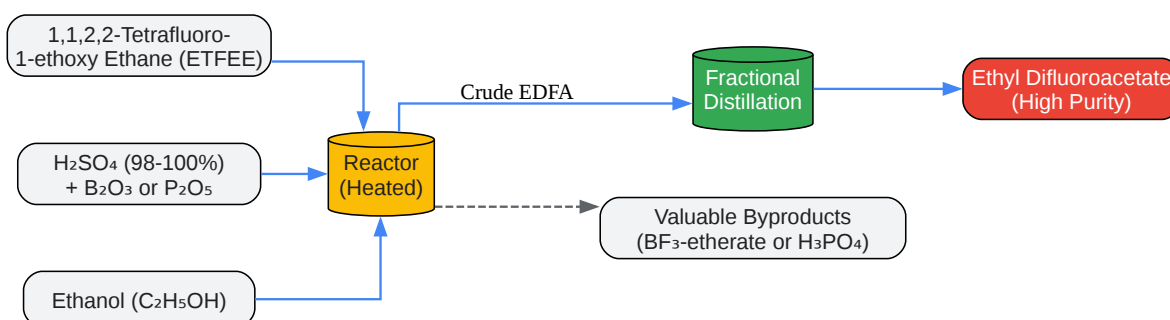 1,1,2,2-Tetrafluoro-
1-ethoxy Ethane (ETFEE)
H₂SO₄ (98-100%)
+ B₂O₃ or P₂O₅
Ethanol (C₂H₅OH)
Reactor
(Heated)
Crude EDFA
Fractional
Distillation
Ethyl Difluoroacetate
(High Purity)
Valuable Byproducts
(BF₃-etherate or H₃PO₄)